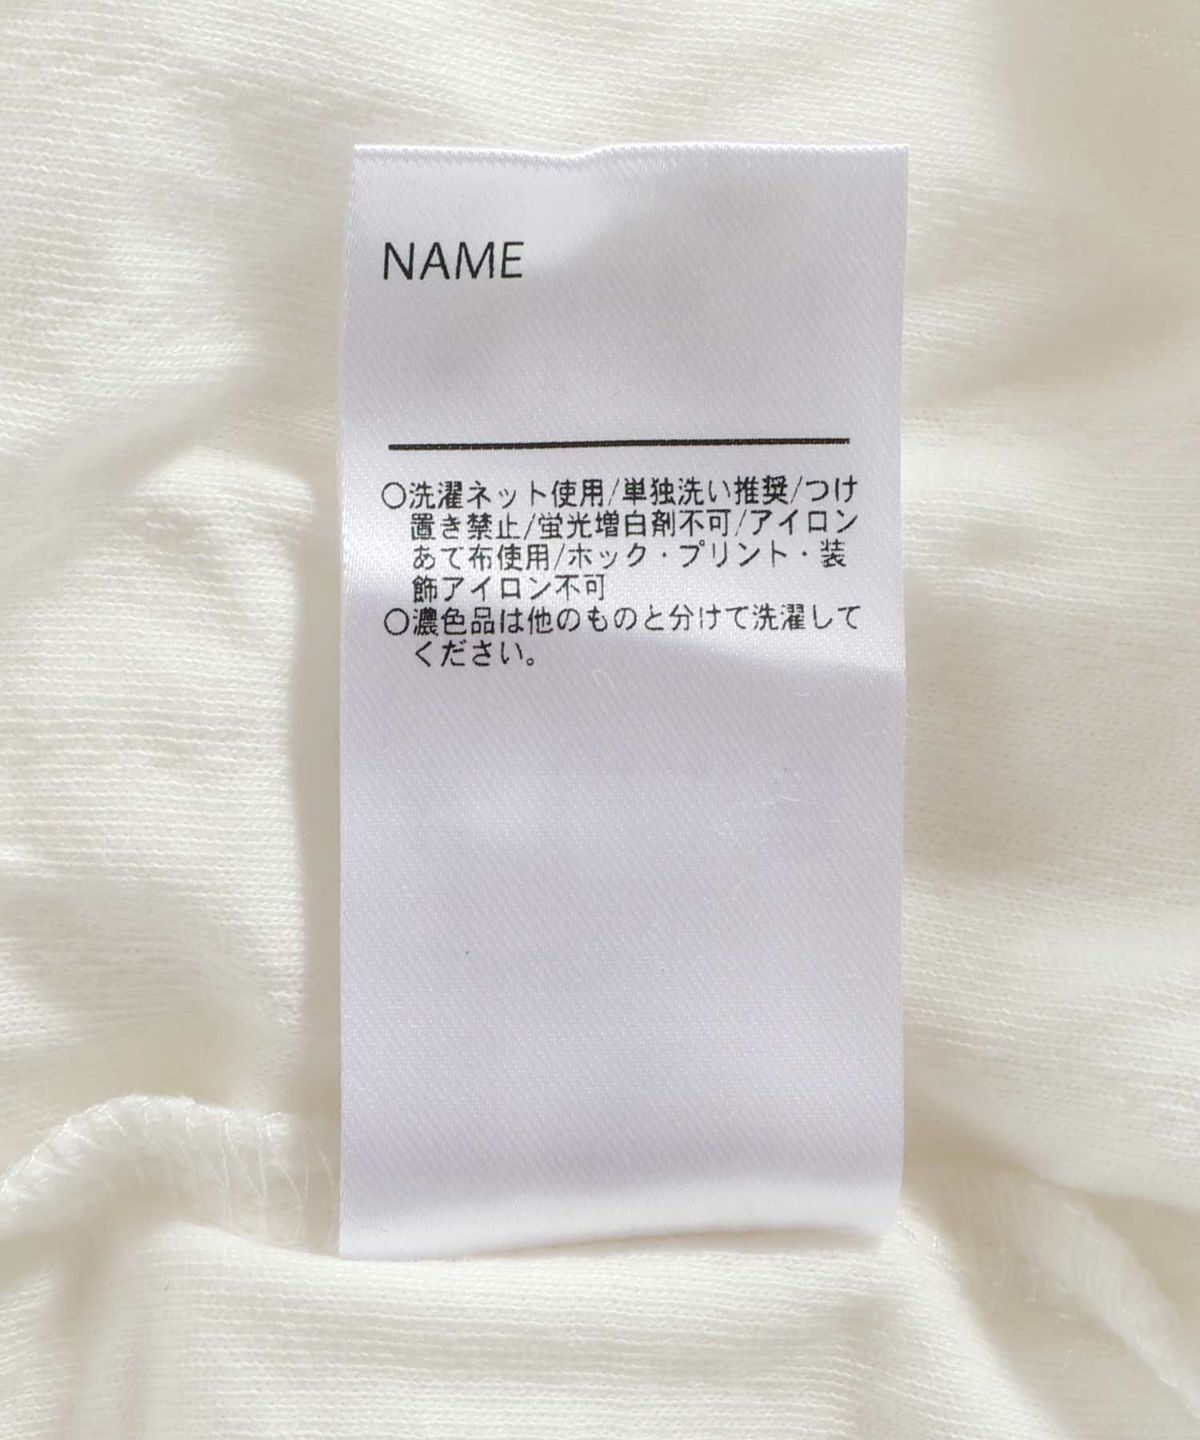 NAME
○洗濯ネット使用/単独洗い推奨/つけ
置き禁止/蛍光増白剤不可/アイロン
あて布使用/ホック・プリント・装
飾アイロン不可
○濃色品は他のものと分けて洗濯して
ください。